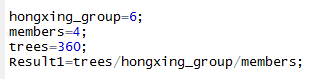 hongxing_group=6;
members=4;
trees=360;
Result1=trees/hongxing_group/members;